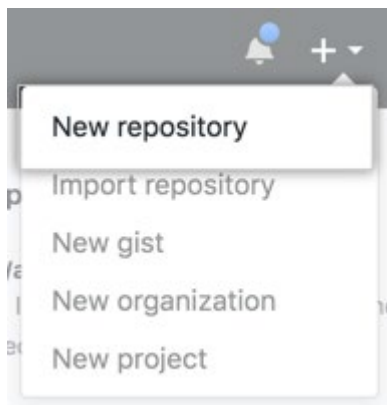 New repository
Import repository
New gist
New organization
New project